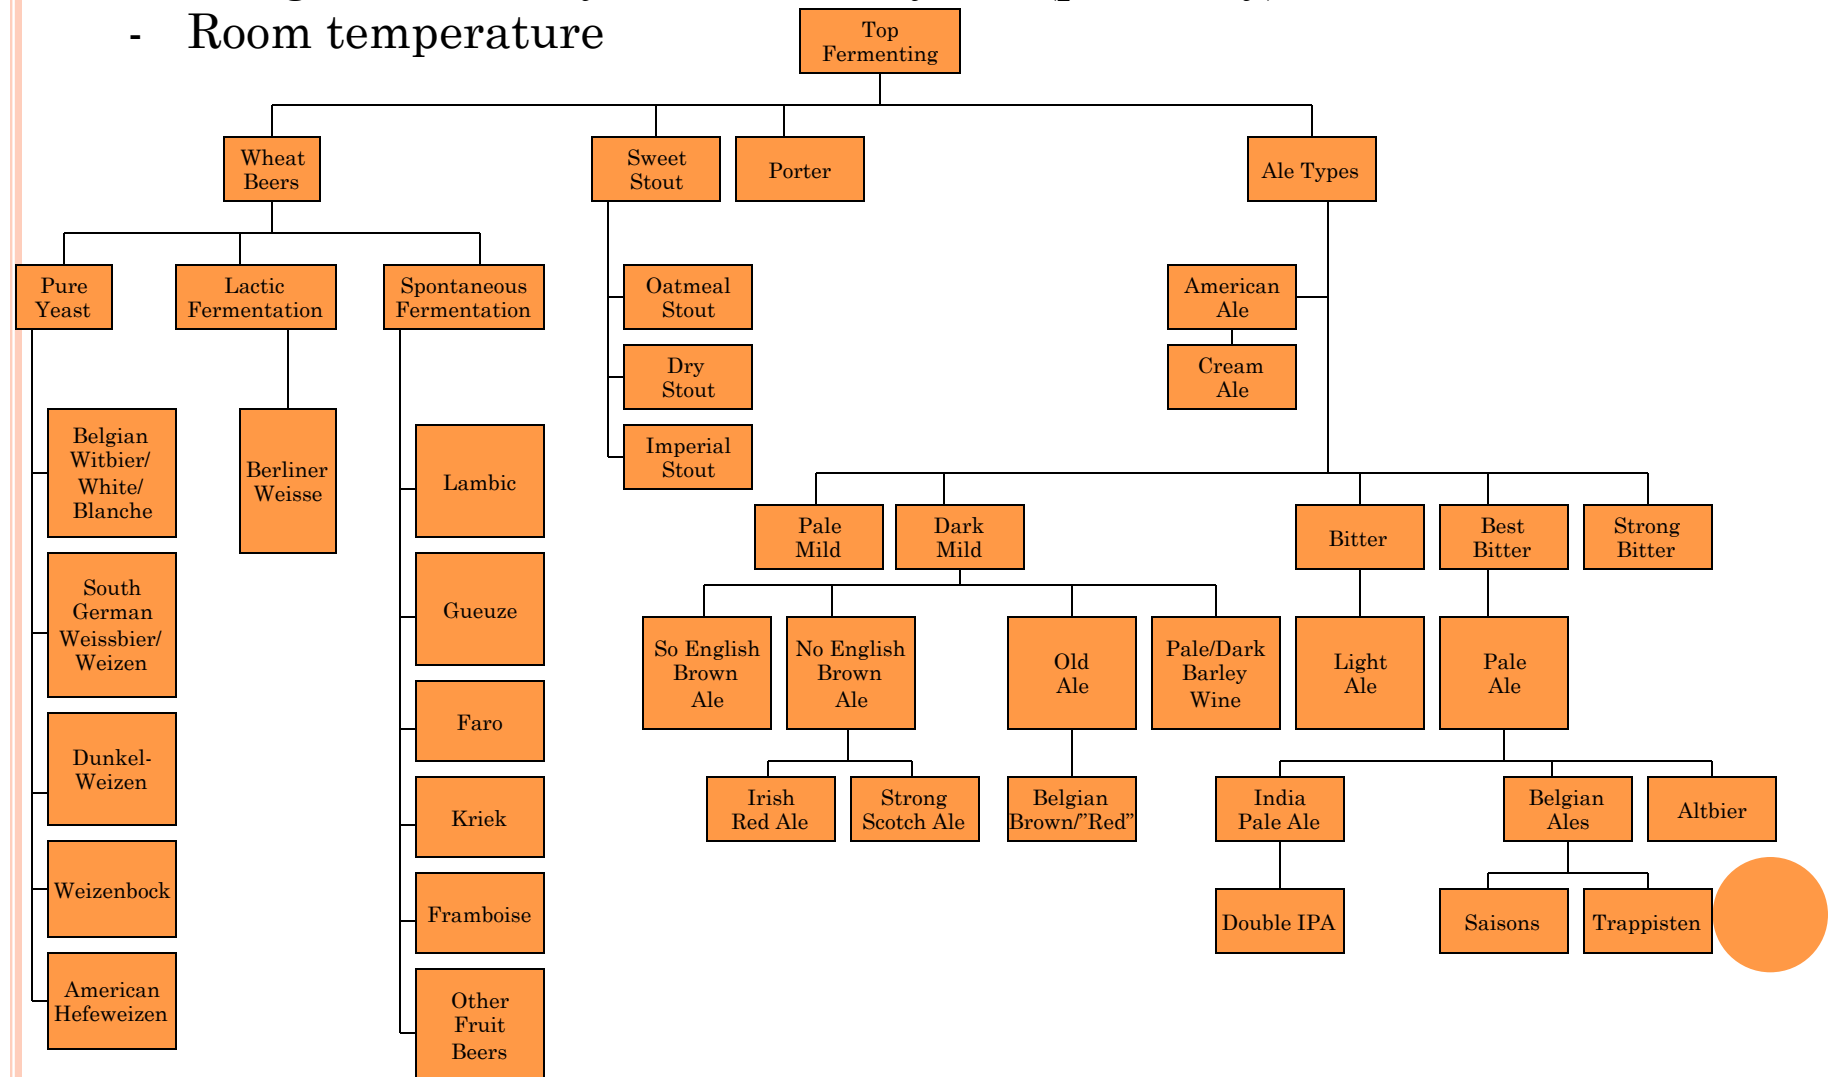 - Room temperature
Top
Fermenting
Wheat
Beers
Sweet
Stout
Porter
Ale Types
Pure
Yeast
Lactic
Fermentation
Spontaneous
Fermentation
Oatmeal
Stout
American
Ale
Dry
Stout
Cream
Ale
Imperial
Stout
Belgian
Witbier/
White/
Blanche
Berliner
Weisse
Lambic
Pale
Mild
Dark
Mild
Bitter
Best
Bitter
Strong
Bitter
South
German
Weissbier/
Weizen
Gueuze
So English
Brown
Ale
No English
Brown
Ale
Old
Ale
Pale/Dark
Barley
Wine
Light
Ale
Pale
Ale
Dunkel-
Weizen
Faro
Kriek
Irish
Red Ale
Strong
Scotch Ale
Belgian
Brown/”Red”
India
Pale Ale
Belgian
Ales
Altbier
Weizenbock
Framboise
Double IPA
Saisons
Trappisten
American
Hefeweizen
Other
Fruit
Beers